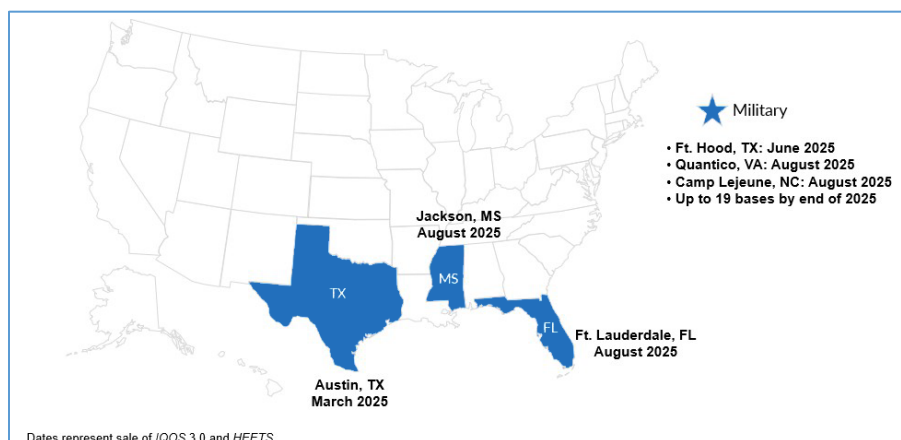 Military
• Ft. Hood, TX: June 2025
• Quantico, VA: August 2025
• Camp Lejeune, NC: August 2025
• Up to 19 bases by end of 2025
Jackson, MS
August 2025
MS
TX
FL
Ft. Lauderdale, FL
August 2025
Austin, TX
March 2025
Dates represent sale of IQOS 3.0 and HEETS